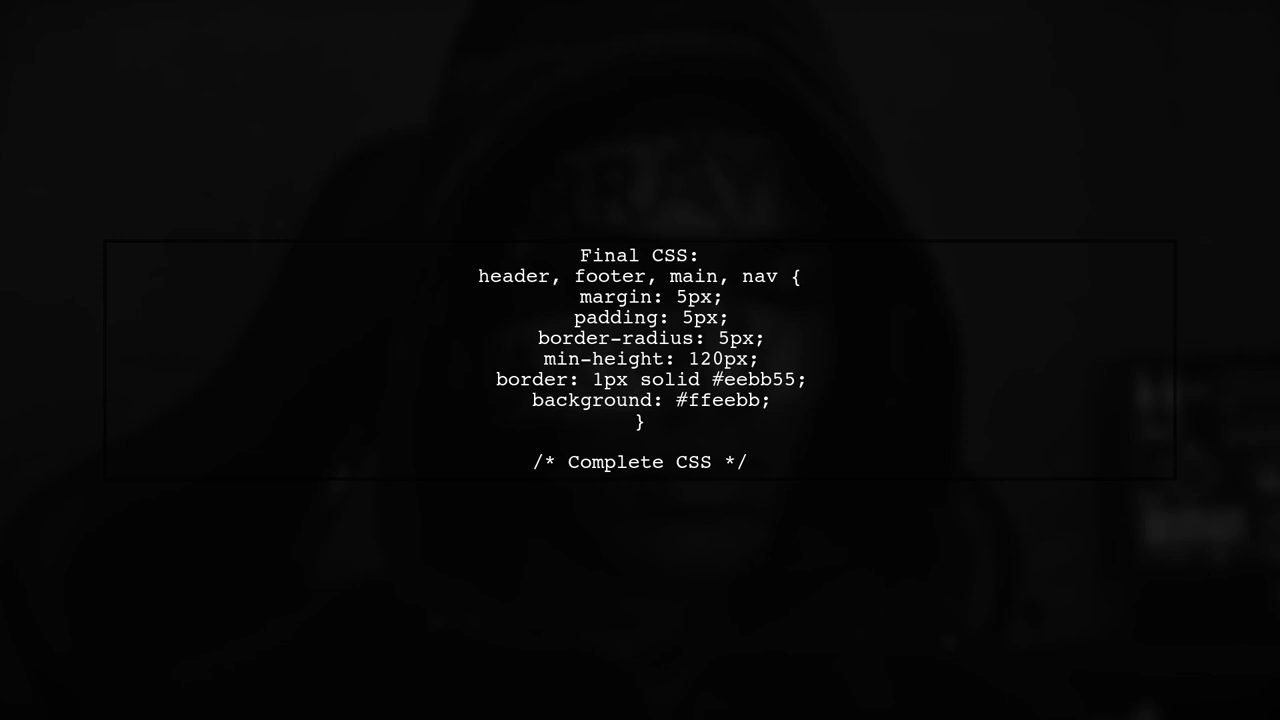 Final CSS:
header, footer, main, nav {
margin: 5px;
padding: 5px;
border-radius: 5px;
min-height: 120px;
border: 1px solid #eebb55;
background: #ffeebb;
}
/* Complete CSS */